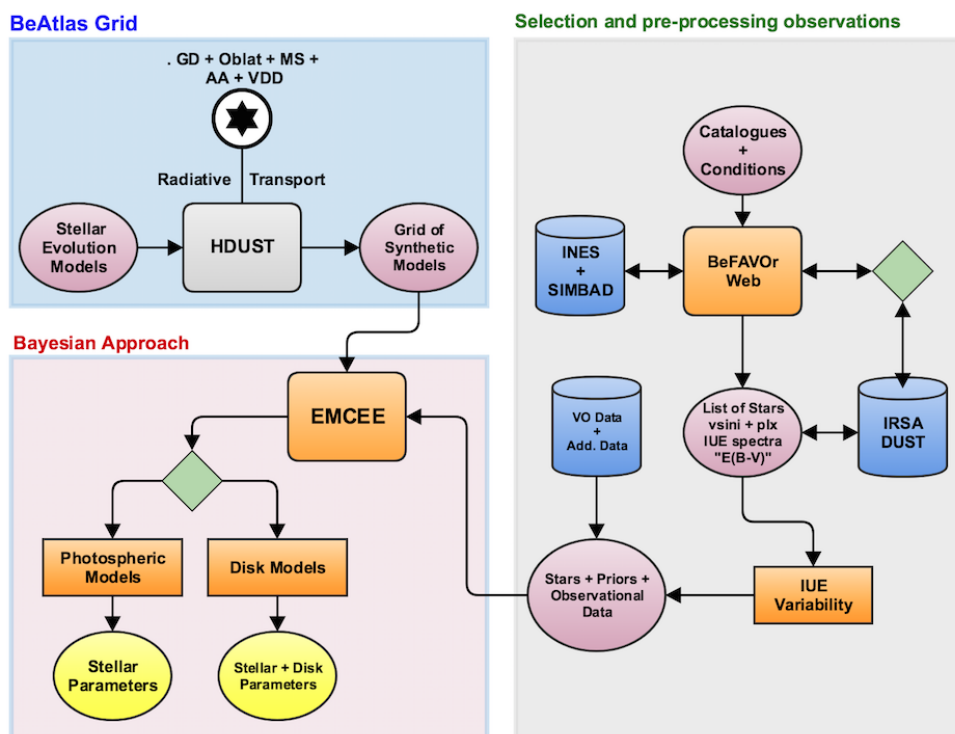 BeAtlas Grid
. GD + Oblat + MS +
AA + VDD
Radiative Transport
Stellar
Evolution
Models
HDUST
Grid of
Synthetic
Models
Selection and pre-processing observations
Catalogues
+
Conditions
INES
+
SIMBAD
BeFAVOr
Web
VO Data
+
Add. Data
List of Stars
vsini + plx
IUE spectra
"E(B-V)"
IRSA
DUST
Stars + Priors +
Observational
Data
IUE
Variability
Bayesian Approach
EMCEE
Photospheric
Models
Disk Models
Stellar
Parameters
Stellar + Disk
Parameters